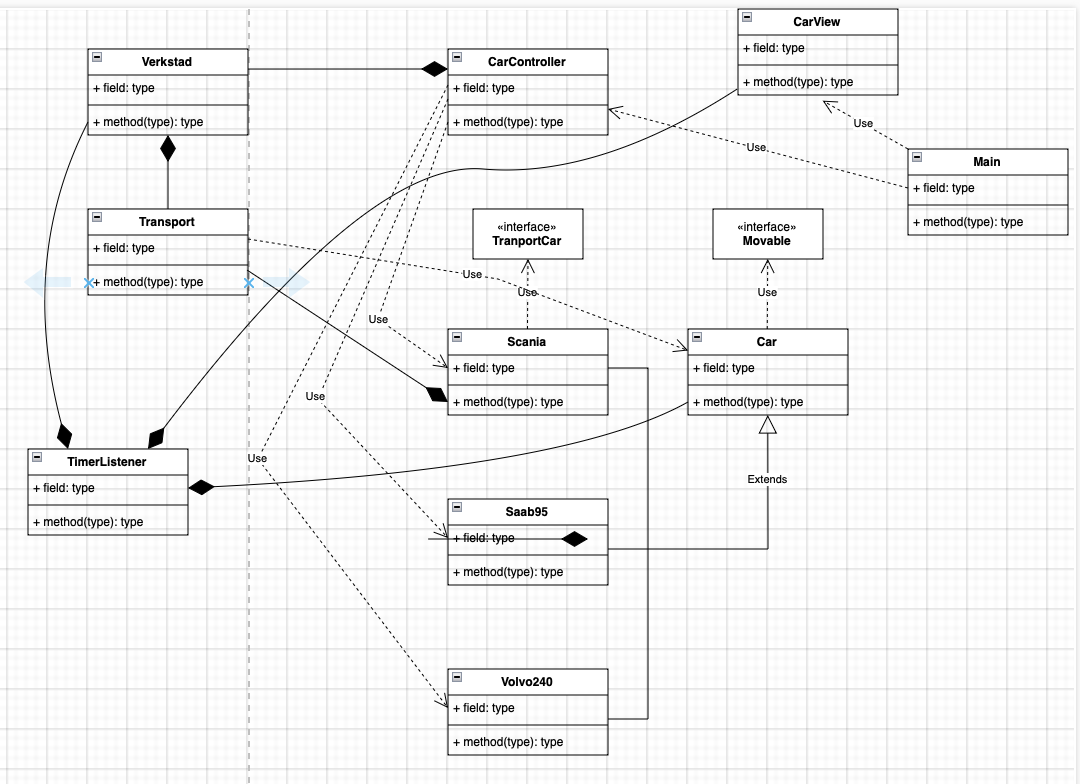 CarView
+ field: type
+ method(type): type
Verkstad
+ field: type
+ method(type): type
CarController
+ field: type
+ method(type): type
Use
Use
Main
+ field: type
+ method(type): type
Transport
+ field: type
+ method(type): type
«interface»
TranportCar
«interface»
Movable
Use
Use
Use
Use
Scania
+ field: type
+ method(type): type
Car
+ field: type
+ method(type): type
Use
Use
TimerListener
+ field: type
+ method(type): type
Extends
Saab95
+ field: type
+ method(type): type
Volvo240
+ field: type
+ method(type): type